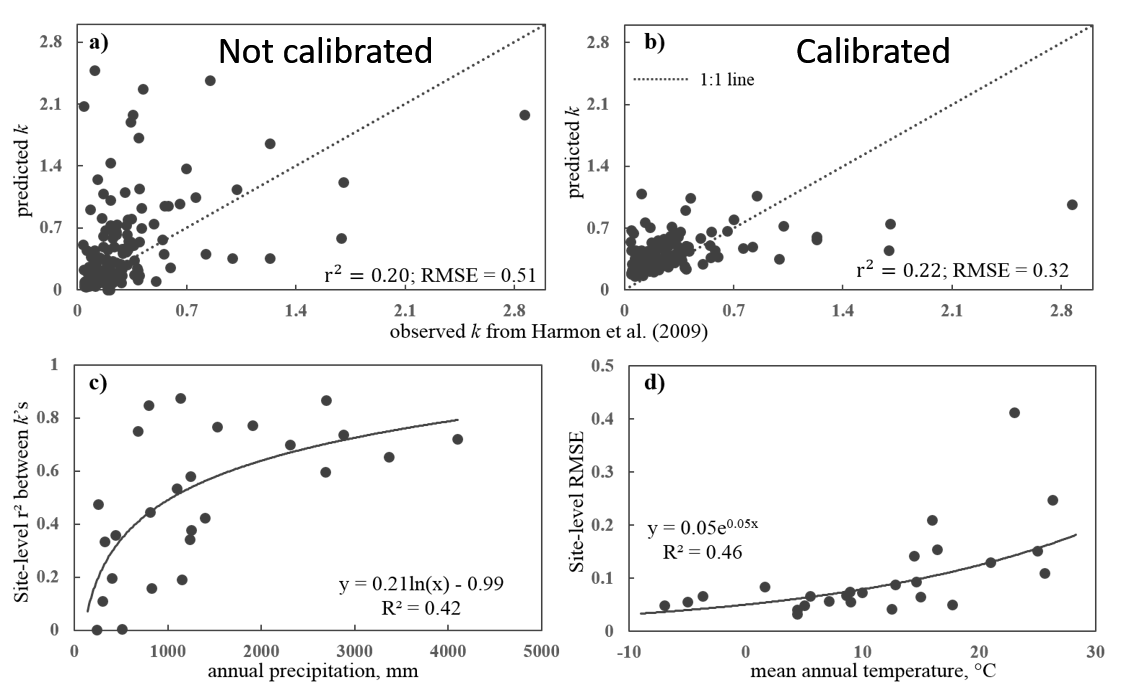 a)
Not calibrated
2.8
2.1
1.4
0.7
0
predicted k
r² = 0.20; RMSE = 0.51
0 0.7 1.4 2.1 2.8
b)
Calibrated
1:1 line
2.8
2.1
1.4
0.7
0
predicted k
r² = 0.22; RMSE = 0.32
0 0.7 1.4 2.1 2.8
observed k from Harmon et al. (2009)
c)
1
0.8
0.6
0.4
0.2
0
Site-level r² between k's
y = 0.21ln(x) - 0.99
R² = 0.42
0 1000 2000 3000 4000 5000
annual precipitation, mm
d)
0.5
0.4
0.3
0.2
0.1
0
Site-level RMSE
y = 0.05e^0.05x
R² = 0.46
-10 0 10 20 30
mean annual temperature, °C